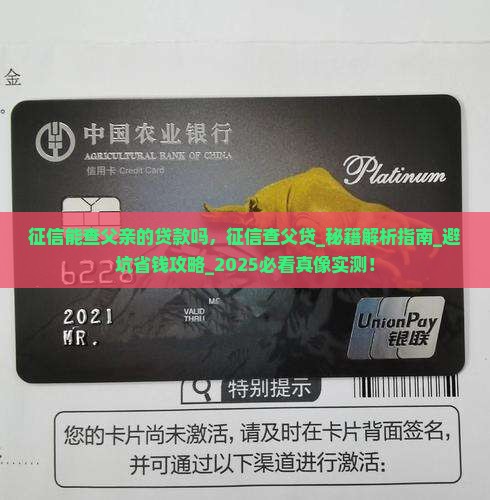 金
中国农业银行
AGRICULTURAL BANK OF CHINA
信用卡 Credit Card
Platinum
征信能查父亲的贷款吗，征信查父贷_秘籍解析指南_避
坑省钱攻略_2025必看真像实测！
6228
2021
VALID
THRU
MR.
UnionPay
银联
特别提示
您的卡片尚未激活，请及时在卡片背面签名，
并可通过以下渠道进行激活：